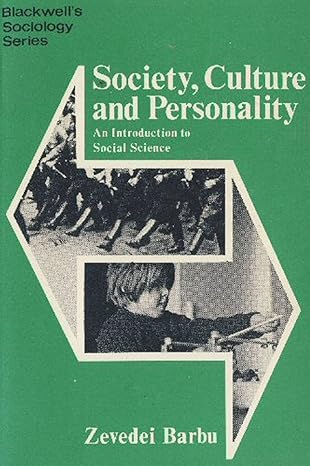 Blackwell's
Sociology
Series
Society, Culture
and Personality
An Introduction to
Social Science
Zevedei Barbu